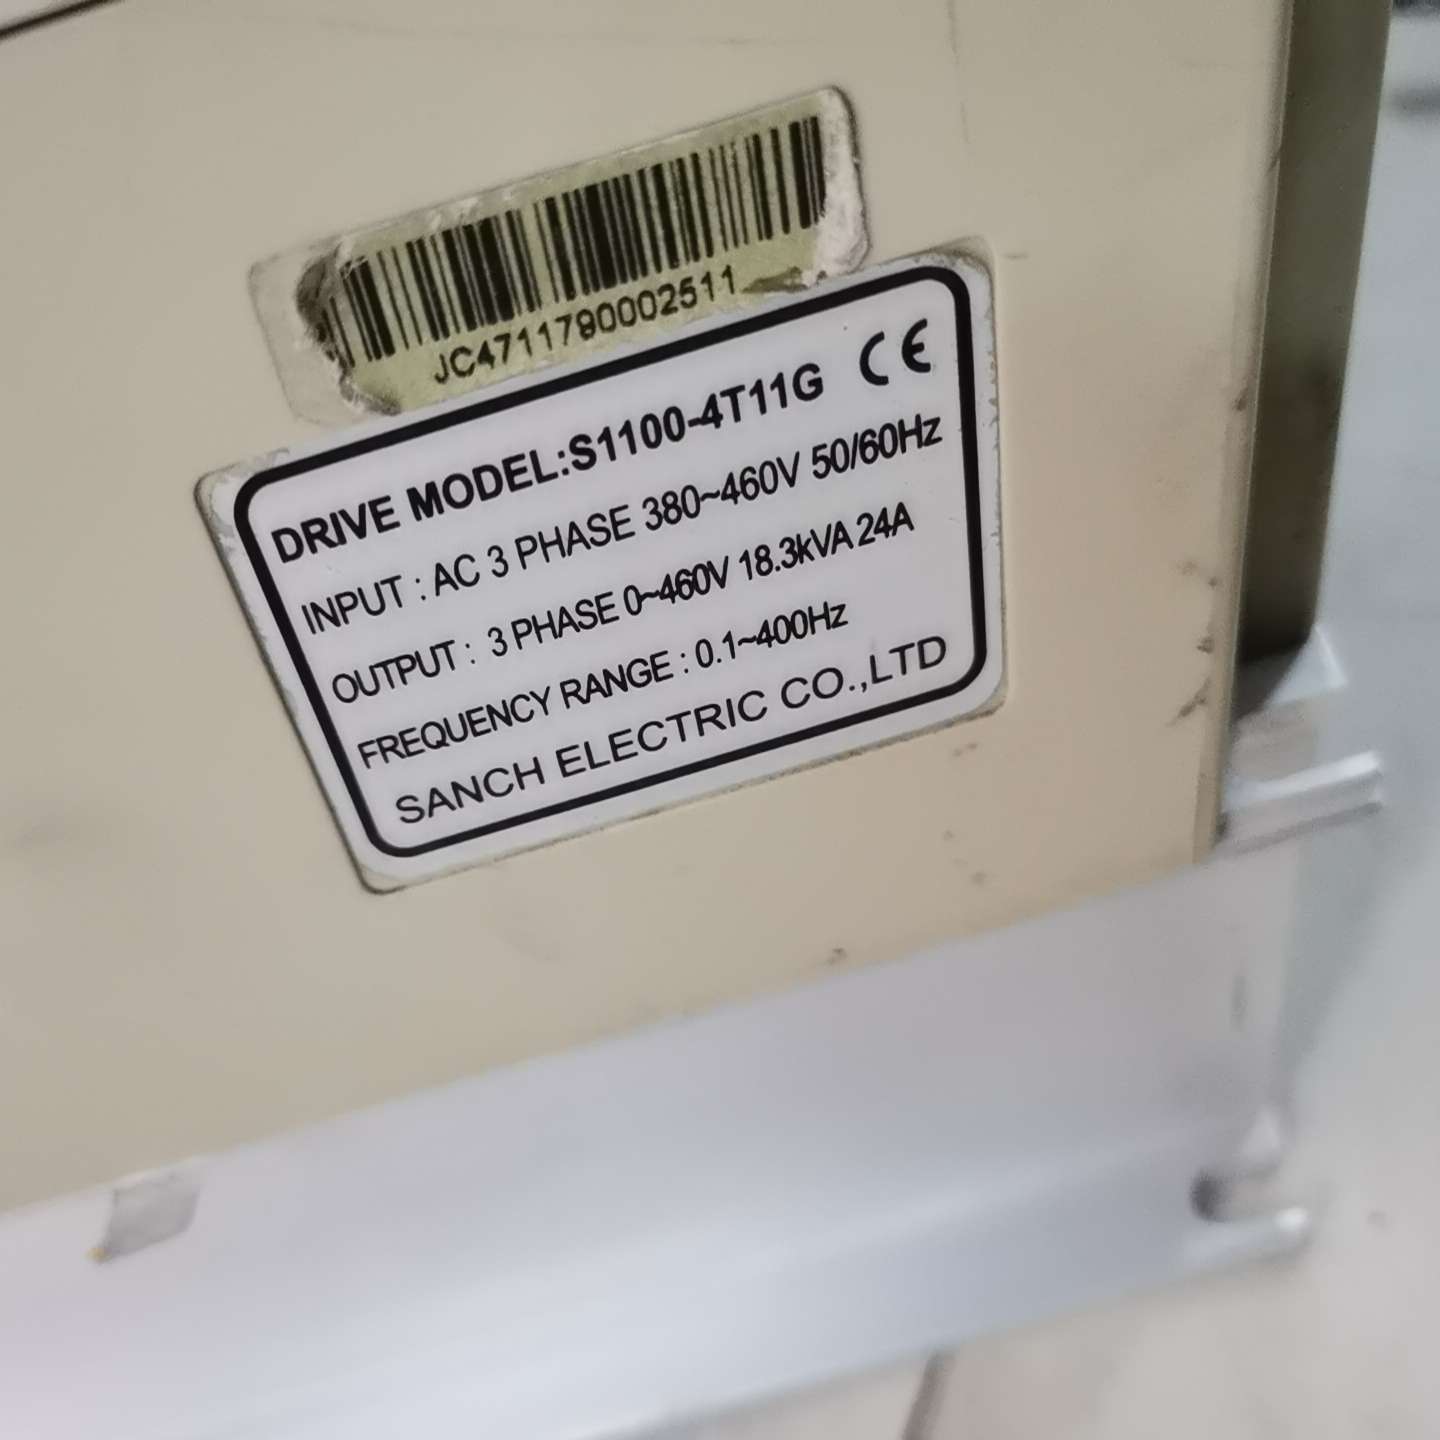 JC4711790002511
DRIVE MODEL:S1100-4T11G CE
INPUT : AC 3 PHASE 380~460V 50/60Hz
OUTPUT : 3 PHASE 0~460V 18.3kVA 24A
FREQUENCY RANGE : 0.1~400Hz
SANCH ELECTRIC CO.,LTD